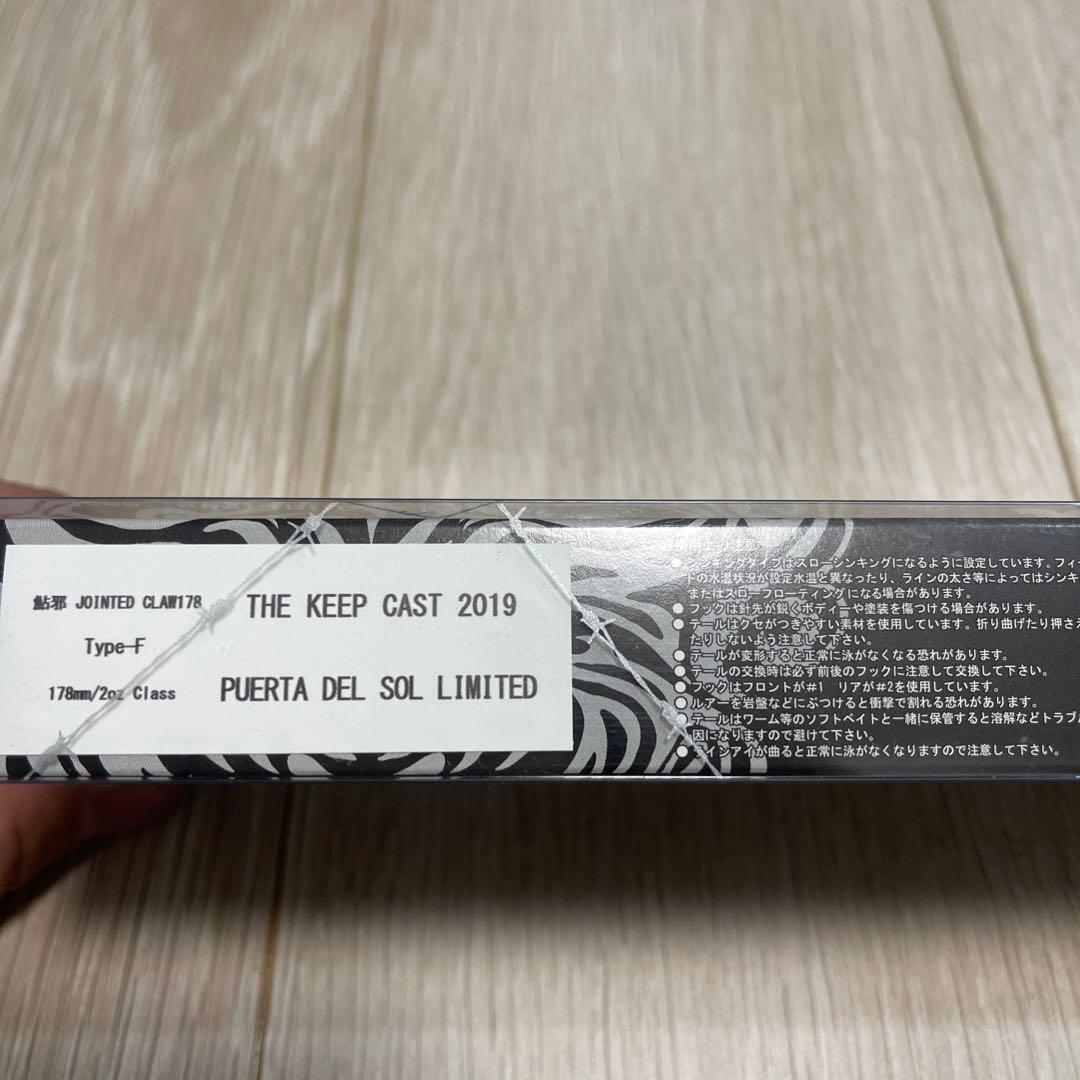 鮎邪 JOINTED CLAW178
Type-F
178mm/2oz Class
THE KEEP CAST 2019
PUERTA DEL SOL LIMITED
●シンキングタイプはスローシンキングになるように設定しています。フィー
ドの水温状況が設定水温と異なったり、ラインの太さ等によってはシンキ
またはスローフローティングになる場合があります。
●フックは針先が鋭くボディーや塗装を傷つける場合があります。
●テールはクセがつきやすい素材を使用しています。折り曲げたり押さえ
たりしないよう注意して下さい。
●テールが変形すると正常に泳がなくなる恐れがあります。
●テールの交換時は必ず前後のフックに注意して交換して下さい。
●フックはフロントが#1 リアが#2を使用しています。
●ルアーを岩盤などにぶつけると衝撃で割れる恐れがあります。
●テールはワーム等のソフトベイトと一緒に保管すると溶解などトラブル
因になりますので避けて下さい。
●ラインアイが曲ると正常に泳がなくなりますので注意して下さい。